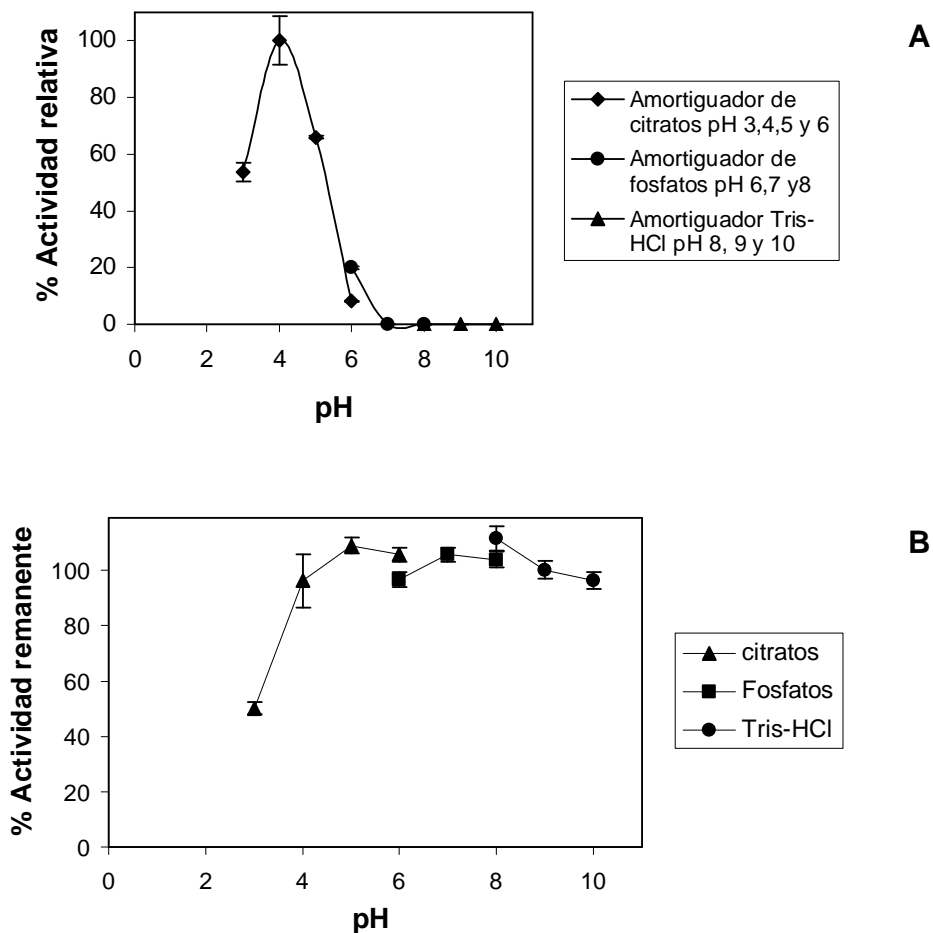 A
% Actividad relativa
100
80
60
40
20
0
0 2 4 6 8 10
pH
Amortiguador de
citratos pH 3,4,5 y 6
Amortiguador de
fosfatos pH 6,7 y8
Amortiguador Tris-
HCl pH 8, 9 y 10
B
% Actividad remanente
100
80
60
40
20
0
0 2 4 6 8 10
pH
citratos
Fosfatos
Tris-HCl